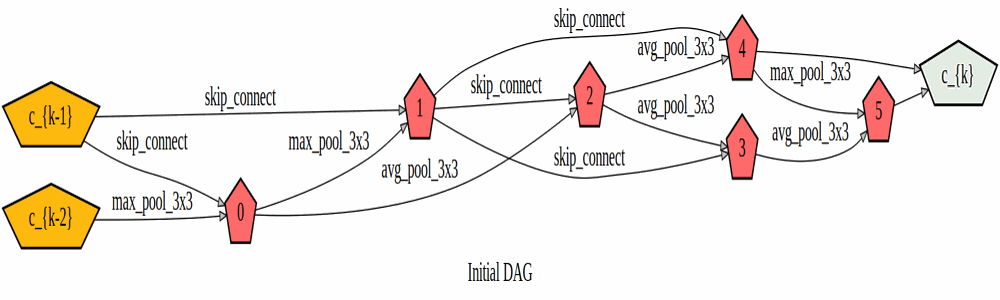 skip_connect
4
avg_pool_3x3
c_{k-1}
skip_connect
skip_connect
max_pool_3x3
c_{k}
1
2
5
skip_connect
max_pool_3x3
avg_pool_3x3
avg_pool_3x3
3
avg_pool_3x3
skip_connect
c_{k-2}
max_pool_3x3
0
Initial DAG